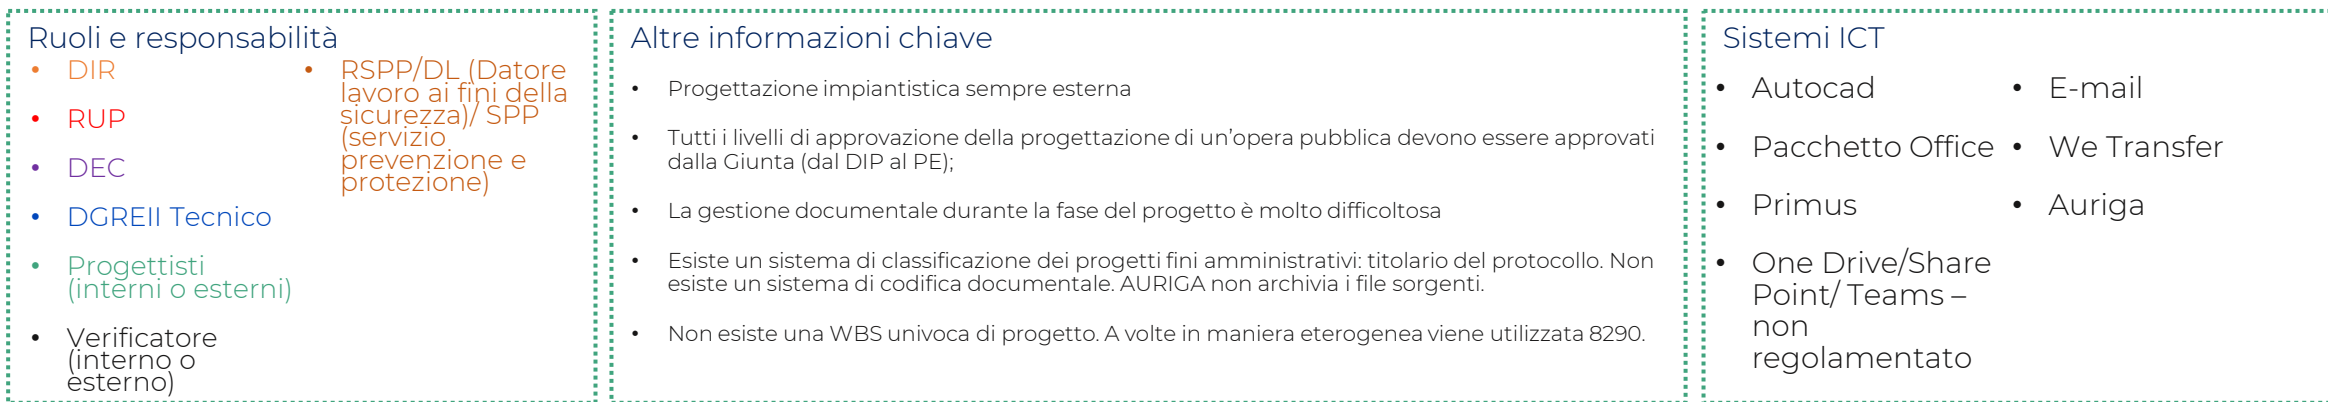 Ruoli e responsabilità
• DIR
• RUP
• DEC
• DGREII Tecnico
• Progettisti
(interni o esterni)
• Verificatore
(interno o
esterno)
• RSPP/DL (Datore
lavoro ai fini della
sicurezza)/ SPP
(servizio
prevenzione e
protezione)
Altre informazioni chiave
• Progettazione impiantistica sempre esterna
• Tutti i livelli di approvazione della progettazione di un’opera pubblica devono essere approvati
dalla Giunta (dal DIP al PE);
• La gestione documentale durante la fase del progetto è molto difficoltosa
• Esiste un sistema di classificazione dei progetti fini amministrativi: titolario del protocollo. Non
esiste un sistema di codifica documentale. AURIGA non archivia i file sorgenti.
• Non esiste una WBS univoca di progetto. A volte in maniera eterogenea viene utilizzata 8290.
Sistemi ICT
• Autocad
• Pacchetto Office
• Primus
• One Drive/Share
Point/ Teams –
non
regolamentato
• E-mail
• We Transfer
• Auriga